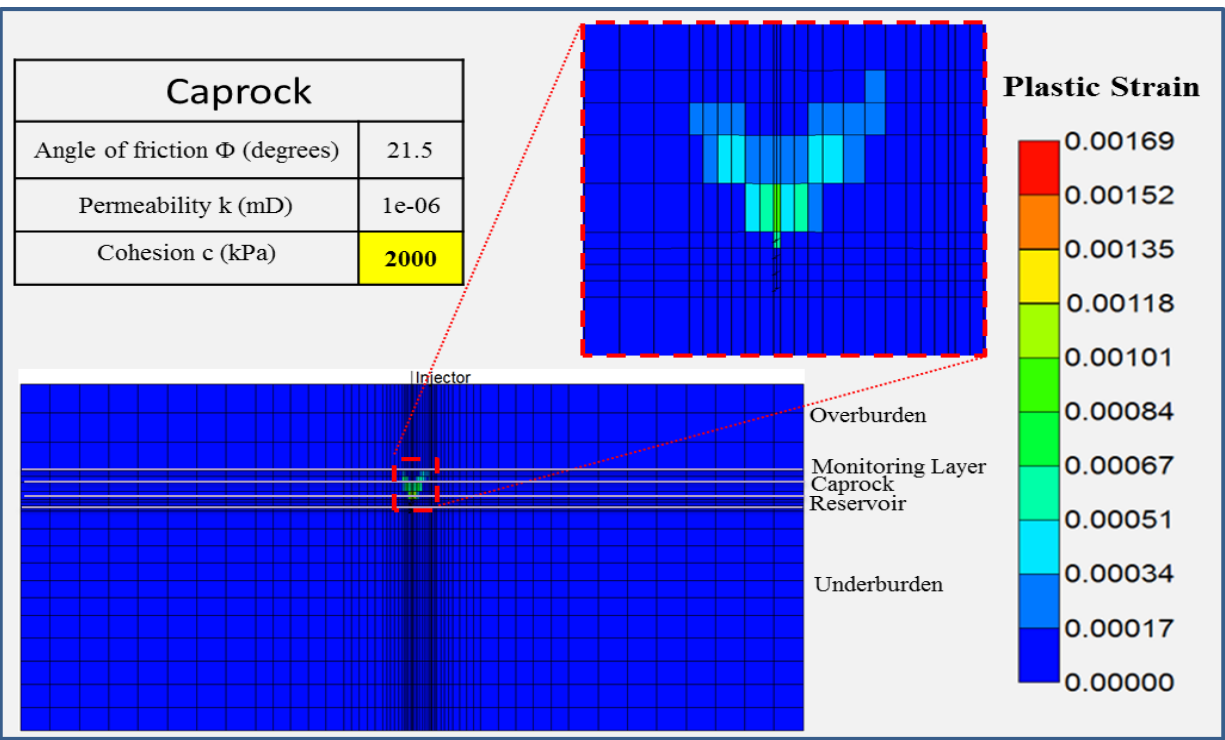 Caprock
Angle of friction Φ (degrees) 21.5
Permeability k (mD) 1e-06
Cohesion c (kPa) 2000
Plastic Strain
0.00169
0.00152
0.00135
0.00118
0.00101
0.00084
0.00067
0.00051
0.00034
0.00017
0.00000
Injector
Overburden
Monitoring Layer
Caprock
Reservoir
Underburden